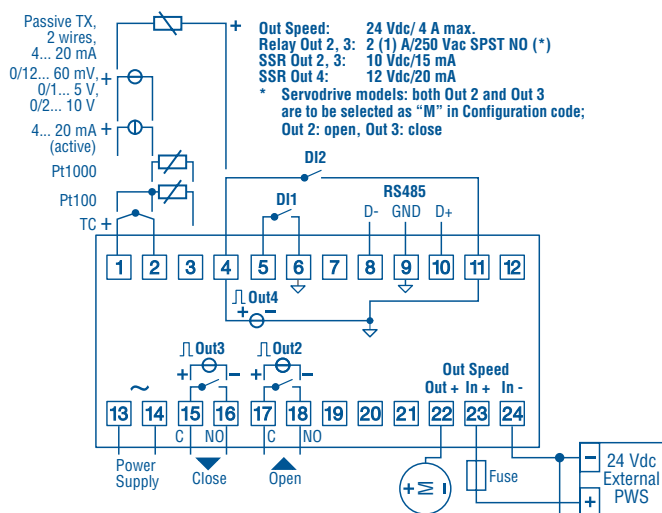 Passive TX,
2 wires,
4... 20 mA
0/12... 60 mV,
0/1... 5 V,
0/2... 10 V
4... 20 mA
(active)
Pt1000
Pt100
TC
+
+
+
+
Out Speed: 24 Vdc/ 4 A max.
Relay Out 2, 3: 2 (1) A/250 Vac SPST NO (*)
SSR Out 2, 3: 10 Vdc/15 mA
SSR Out 4: 12 Vdc/20 mA
* Servodrive models: both Out 2 and Out 3
are to be selected as “M” in Configuration code;
Out 2: open, Out 3: close
DI2
DI1
RS485
D- GND D+
1 2 3 4 5 6 7 8 9 10 11 12
Out4
+ −
Out3
+ −
Out2
+ −
Out Speed
Out + In + In -
~
13 14 15 16 17 18 19 20 21 22 23 24
C NO C NO
Power
Supply
Close
Open
+ M −
Fuse
−
+
24 Vdc
External
PWS